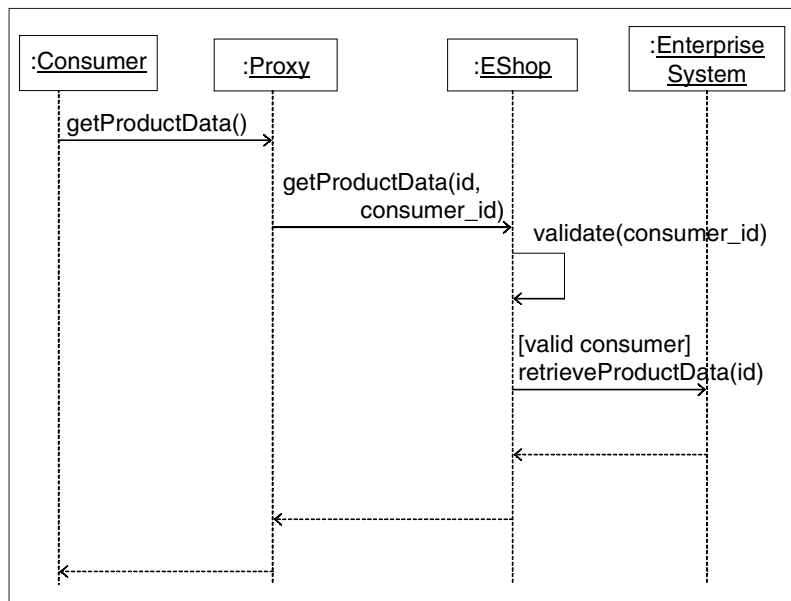 :Consumer
:Proxy
:EShop
:Enterprise
System
getProductData()
getProductData(id,
consumer_id)
validate(consumer_id)
[valid consumer]
retrieveProductData(id)